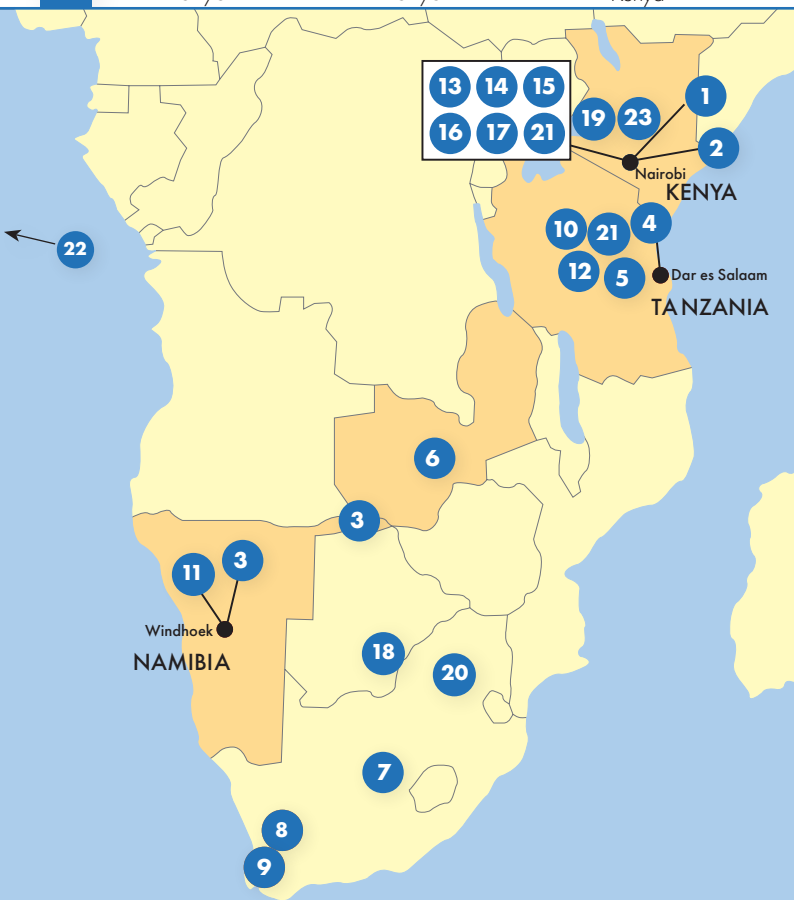 Kenya
13 14 15
16 17 21
19 23
1
2
Nairobi
KENYA
22
10 21 4
12 5
Dar es Salaam
TANZANIA
6
3
11 3
Windhoek
NAMIBIA
18
20
7
8
9